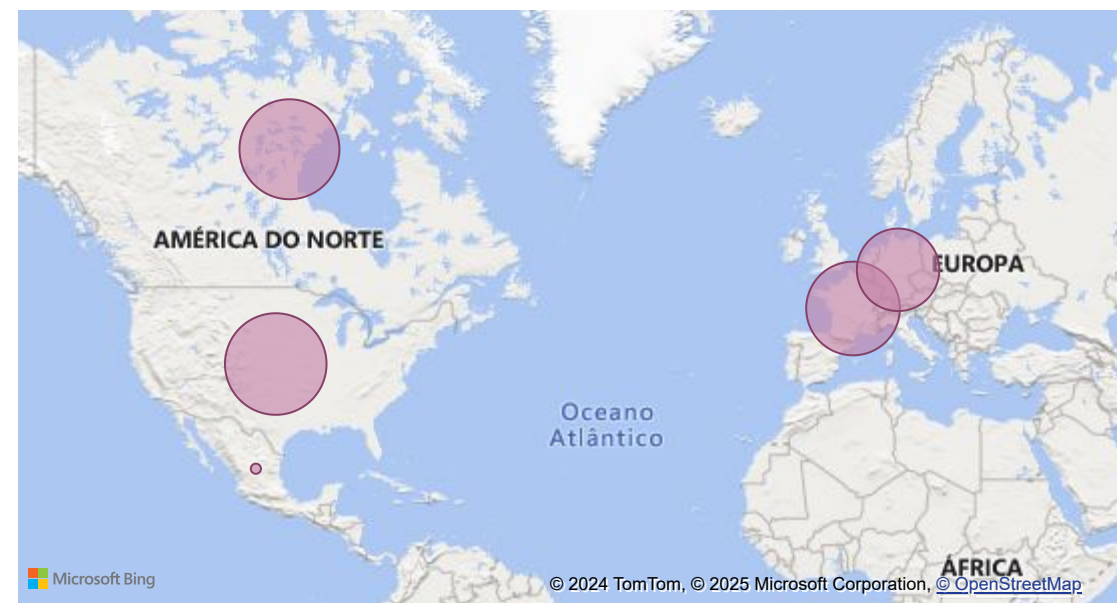 AMÉRICA DO NORTE
EUROPA
Oceano
Atlântico
ÁFRICA
Microsoft Bing
© 2024 TomTom, © 2025 Microsoft Corporation, © OpenStreetMap